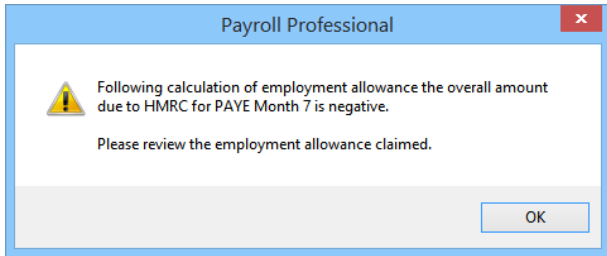 Payroll Professional
Following calculation of employment allowance the overall amount
due to HMRC for PAYE Month 7 is negative.
Please review the employment allowance claimed.
OK